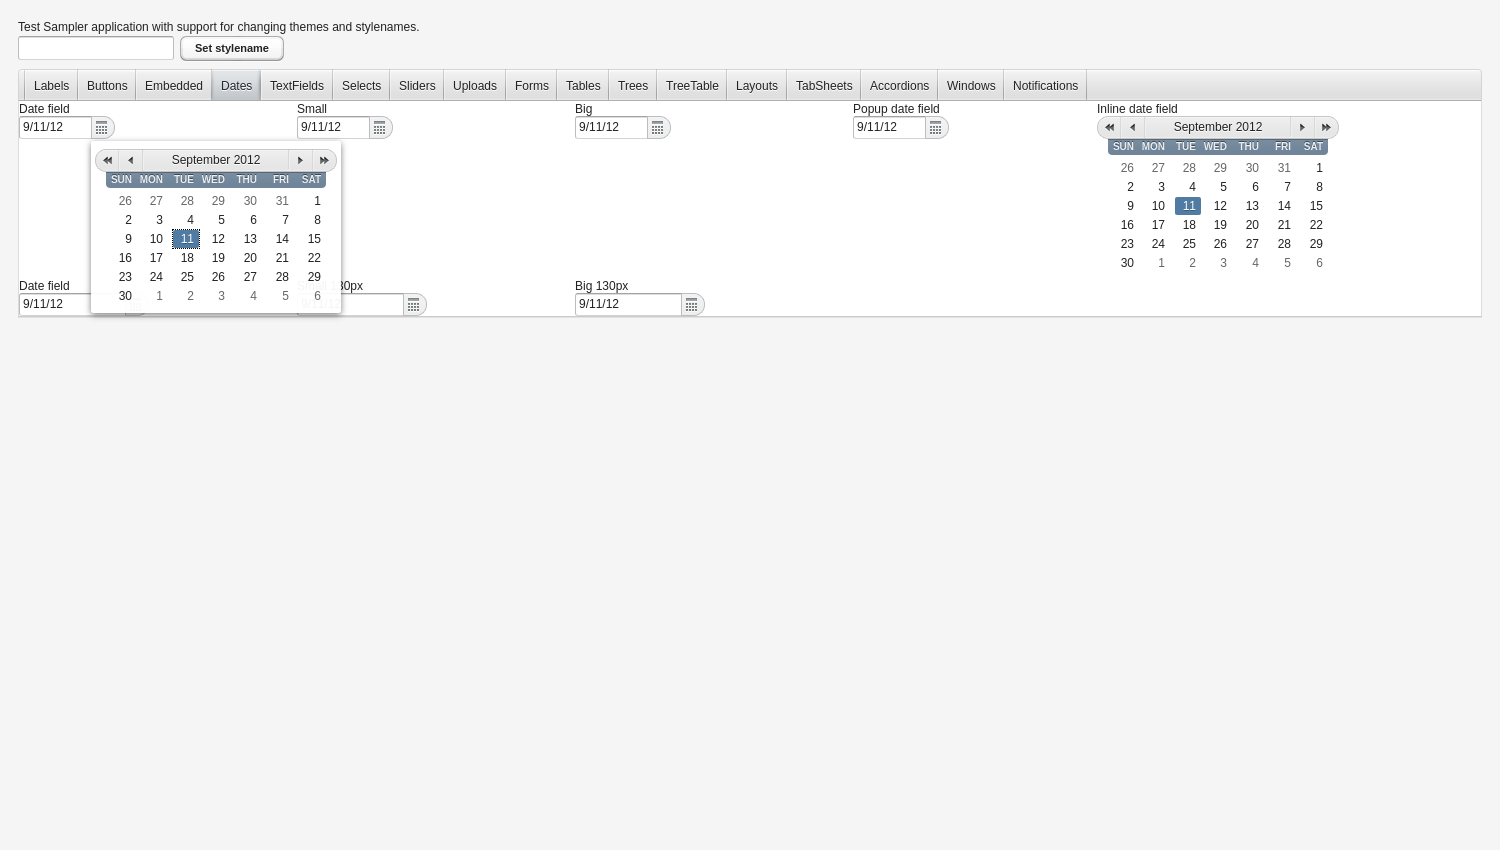 Test Sampler application with support for changing themes and stylenames.
Set stylename
Labels Buttons Embedded Dates TextFields Selects Sliders Uploads Forms Tables Trees TreeTable Layouts TabSheets Accordions Windows Notifications
Date field Small Big Popup date field Inline date field
9/11/12 9/11/12 9/11/12 9/11/12 September 2012
SUN MON TUE WED THU FRI SAT
26 27 28 29 30 31 1
2 3 4 5 6 7 8
9 10 11 12 13 14 15
16 17 18 19 20 21 22
23 24 25 26 27 28 29
30 1 2 3 4 5 6
September 2012
SUN MON TUE WED THU FRI SAT
26 27 28 29 30 31 1
2 3 4 5 6 7 8
9 10 11 12 13 14 15
16 17 18 19 20 21 22
23 24 25 26 27 28 29
30 1 2 3 4 5 6
Date field 30px Big 130px
9/11/12 9/11/12